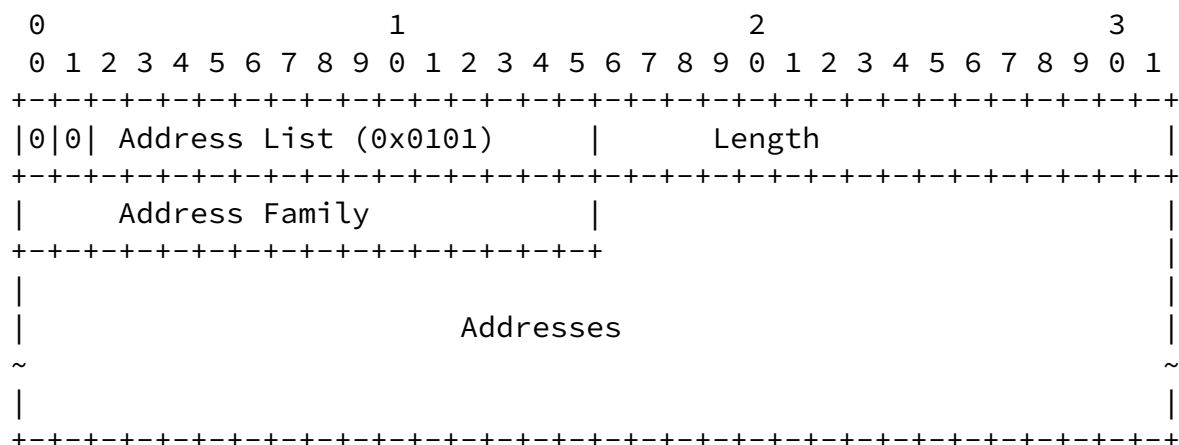 0                   1                   2                   3
 0 1 2 3 4 5 6 7 8 9 0 1 2 3 4 5 6 7 8 9 0 1 2 3 4 5 6 7 8 9 0 1
+-+-+-+-+-+-+-+-+-+-+-+-+-+-+-+-+-+-+-+-+-+-+-+-+-+-+-+-+-+-+-+-+
|0|0| Address List (0x0101)     |      Length                   |
+-+-+-+-+-+-+-+-+-+-+-+-+-+-+-+-+-+-+-+-+-+-+-+-+-+-+-+-+-+-+-+-+
|     Address Family            |                               |
+-+-+-+-+-+-+-+-+-+-+-+-+-+-+-+-+                               |
|                                                               |
|                        Addresses                              |
~                                                               ~
|                                                               |
+-+-+-+-+-+-+-+-+-+-+-+-+-+-+-+-+-+-+-+-+-+-+-+-+-+-+-+-+-+-+-+-+